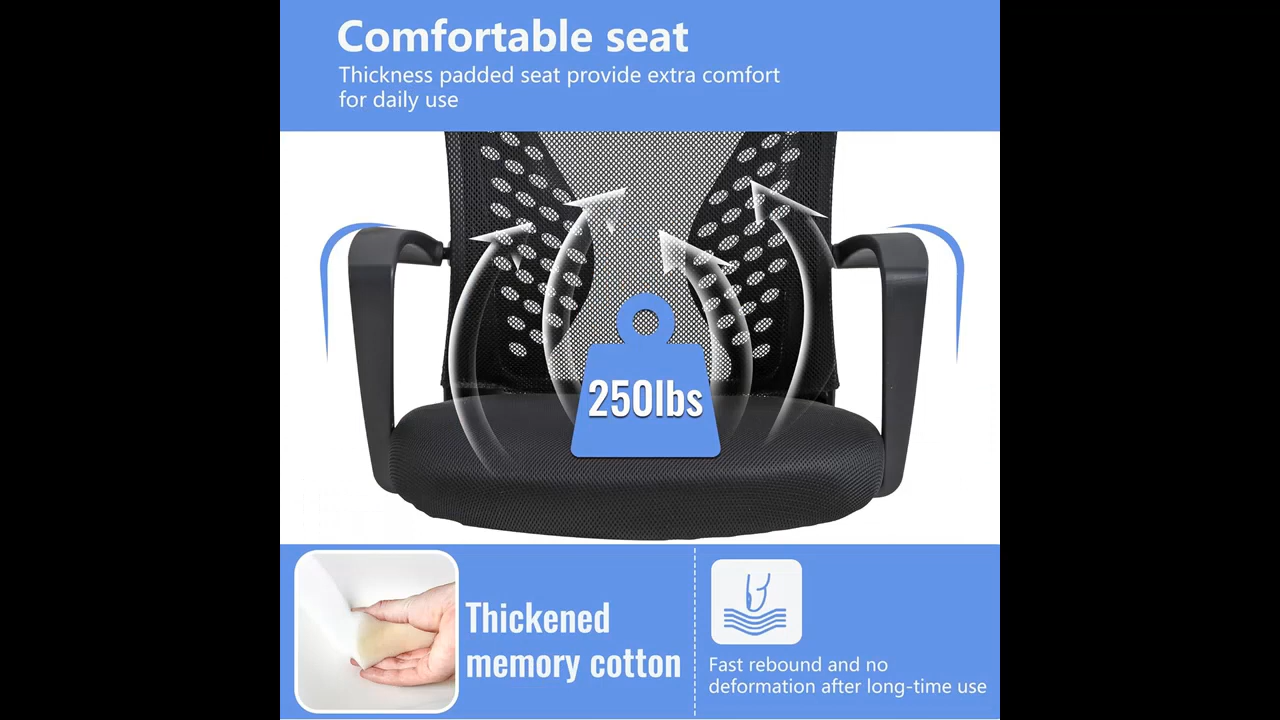 Comfortable seat
Thickness padded seat provide extra comfort
for daily use
250lbs
Thickened
memory cotton
Fast rebound and no
deformation after long-time use